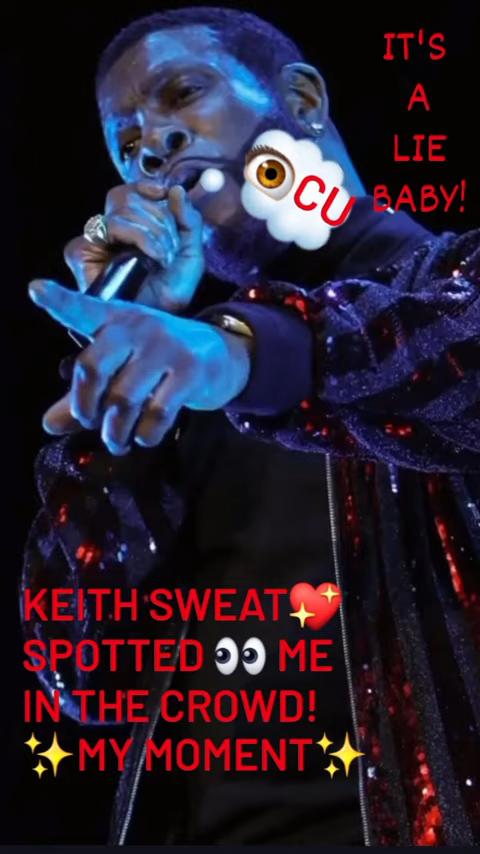 IT'S
A
LIE
BABY!
CU
KEITH SWEAT💖
SPOTTED 👀 ME
IN THE CROWD!
✨MY MOMENT✨